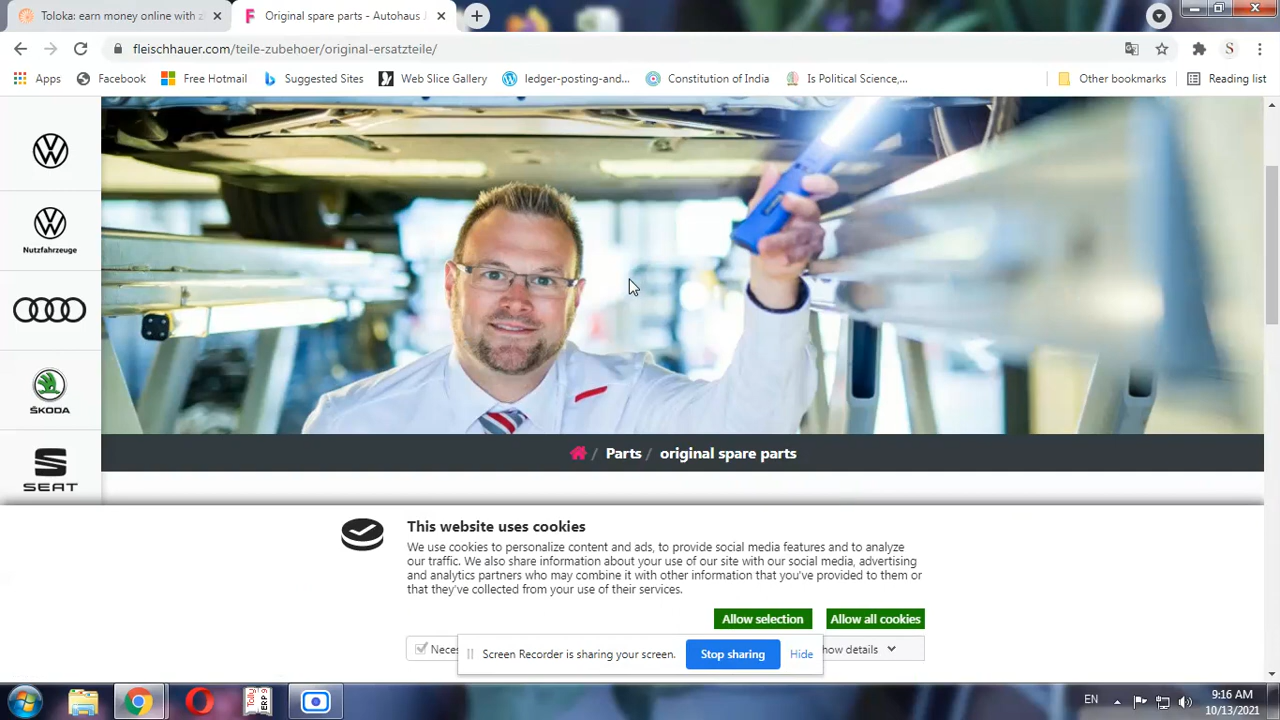 Toloka: earn money online with
Original spare parts - Autohaus
fleischhauer.com/teile-zubehoer/original-ersatzteile/
S
Apps
Facebook
Free Hotmail
Suggested Sites
Web Slice Gallery
ledger-posting-and...
Constitution of India
Is Political Science,...
Other bookmarks
Reading list
Nutzfahrzeuge
ŠKODA
SEAT
/ Parts / original spare parts
This website uses cookies
We use cookies to personalize content and ads, to provide social media features and to analyze
our traffic. We also share information about your use of our site with our social media, advertising
and analytics partners who may combine it with other information that you've provided to them or
that they've collected from your use of their services.
Allow selection
Allow all cookies
Screen Recorder is sharing your screen.
Stop sharing
Hide
details
Tally
ERP 9
EN
9:16 AM
10/13/2021